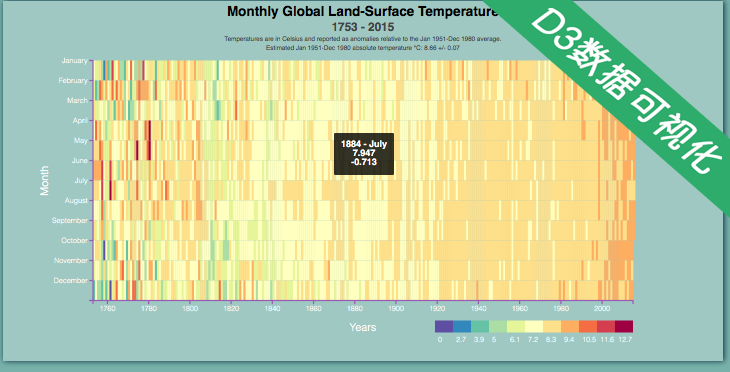 Monthly Global Land-Surface Temperature
1753 - 2015
Temperatures are in Celsius and reported as anomalies relative to the Jan 1951-Dec 1980 average.
Estimated Jan 1951-Dec 1980 absolute temperature °C: 8.66 +/- 0.07
D3数据可视化
January
February
March
April
May
June
July
August
September
October
November
December
Month
1884 - July
7.947
-0.713
1760 1780 1800 1820 1840 1860 1880 1900 1920 1940 1960 1980 2000
Years
0 2.7 3.9 5 6.1 7.2 8.3 9.4 10.5 11.6 12.7